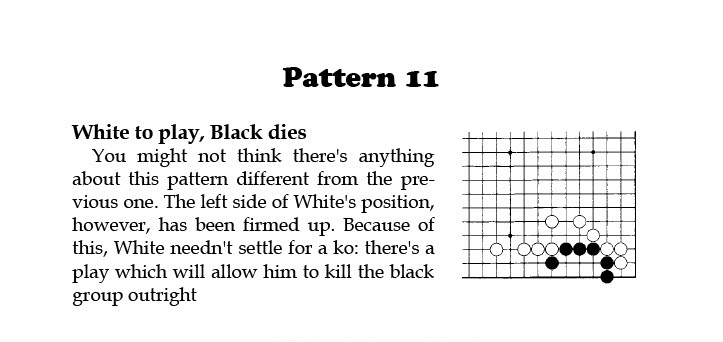 Pattern 11
White to play, Black dies
You might not think there's anything
about this pattern different from the pre-
vious one. The left side of White's position,
however, has been firmed up. Because of
this, White needn't settle for a ko: there's a
play which will allow him to kill the black
group outright